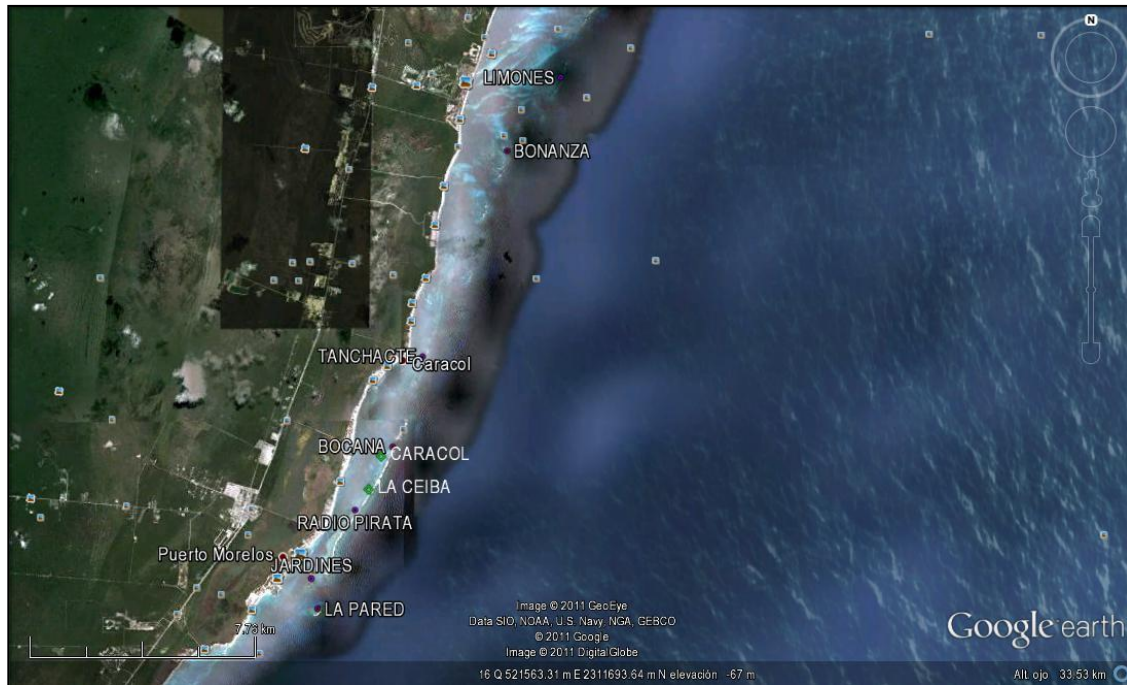 N
LIMONES
BONANZA
TANCHACTE
Caracol
BOCANA
CARACOL
LA CEIBA
RADIO PIRATA
Puerto Morelos
JARDINES
LA PARED
7.76 km
Image © 2011 GeoEye
Data SIO, NOAA, U.S. Navy, NGA, GEBCO
© 2011 Google
Image © 2011 DigitalGlobe
Google earth
16 Q 521563.31 m E 2311693.64 m N elevación -67 m
Alt. ojo 33.53 km